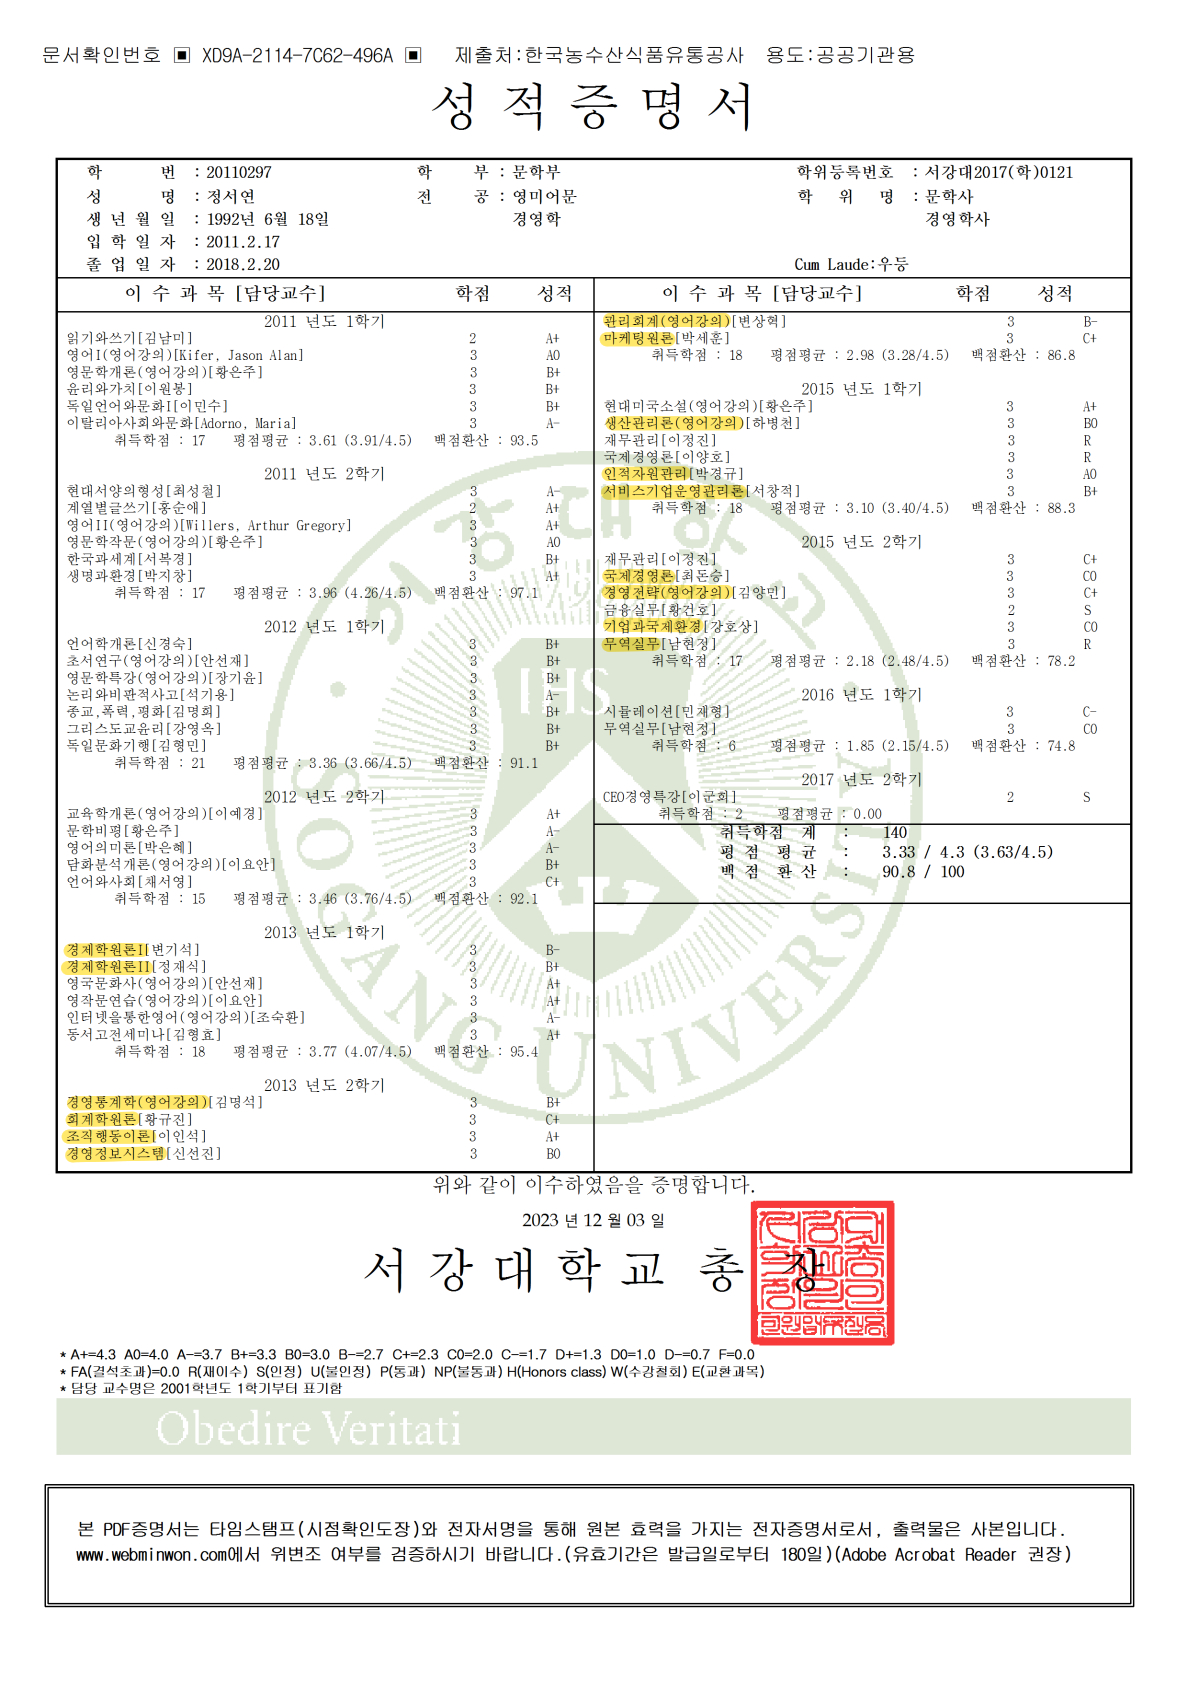 문서확인번호 ▣ XD9A-2114-7C62-496A ▣ 제출처:한국농수산식품유통공사 용도:공공기관용
성적증명서
학 번 : 20110297 학 부 : 문학부 학위등록번호 : 서강대2017(학)0121
성 명 : 정서연 전 공 : 영미어문 학 위 명 : 문학사
생년월일 : 1992년 6월 18일 경영학 경영학사
입학일자 : 2011.2.17
졸업일자 : 2018.2.20 Cum Laude:우등
이 수 과 목 [담당교수] 학점 성적
2011 년도 1학기
읽기와쓰기[김남미] 2 A+
영어I(영어강의)[Kifer, Jason Alan] 3 A0
영문학개론(영어강의)[황은주] 3 B+
윤리와가치[이원봉] 3 B+
독일언어와문화I[이민수] 3 B+
이탈리아사회와문화[Adorno, Maria] 3 A-
취득학점 : 17 평점평균 : 3.61 (3.91/4.5) 백점환산 : 93.5
2011 년도 2학기
현대서양의형성[최성철] 3 A-
계열별글쓰기[홍순애] 2 A+
영어II(영어강의)[Willers, Arthur Gregory] 3 A+
영문학작문(영어강의)[황은주] 3 A0
한국과세계[서복경] 3 B+
생명과환경[박지창] 3 A+
취득학점 : 17 평점평균 : 3.96 (4.26/4.5) 백점환산 : 97.1
2012 년도 1학기
언어학개론[신경숙] 3 B+
초서연구(영어강의)[안선재] 3 B+
영문학특강(영어강의)[장기윤] 3 B+
논리와비판적사고[석기용] 3 A-
종교,폭력,평화[김명희] 3 B+
그리스도교윤리[강영옥] 3 B+
독일문화기행[김형민] 3 B+
취득학점 : 21 평점평균 : 3.36 (3.66/4.5) 백점환산 : 91.1
2012 년도 2학기
교육학개론(영어강의)[이예경] 3 A+
문학비평[황은주] 3 A-
영어의미론[박은혜] 3 A-
담화분석개론(영어강의)[이요안] 3 B+
언어와사회[채서영] 3 C+
취득학점 : 15 평점평균 : 3.46 (3.76/4.5) 백점환산 : 92.1
2013 년도 1학기
경제학원론I[변기석] 3 B-
경제학원론II[정재식] 3 B+
영국문화사(영어강의)[안선재] 3 A+
영작문연습(영어강의)[이요안] 3 A+
인터넷을통한영어(영어강의)[조숙환] 3 A-
동서고전세미나[김형효] 3 A+
취득학점 : 18 평점평균 : 3.77 (4.07/4.5) 백점환산 : 95.4
2013 년도 2학기
경영통계학(영어강의)[김명석] 3 B+
회계학원론[황규진] 3 C+
조직행동이론[이인석] 3 A+
경영정보시스템[신선진] 3 B0
이 수 과 목 [담당교수] 학점 성적
관리회계(영어강의)[변상혁] 3 B-
마케팅원론[박세훈] 3 C+
취득학점 : 18 평점평균 : 2.98 (3.28/4.5) 백점환산 : 86.8
2015 년도 1학기
현대미국소설(영어강의)[황은주] 3 A+
생산관리론(영어강의)[하병천] 3 B0
재무관리[이정진] 3 R
국제경영론[이양호] 3 R
인적자원관리[박경규] 3 A0
서비스기업운영관리론[서창적] 3 B+
취득학점 : 18 평점평균 : 3.10 (3.40/4.5) 백점환산 : 88.3
2015 년도 2학기
재무관리[이정진] 3 C+
국제경영론[최돈승] 3 C0
경영전략(영어강의)[김양민] 3 C+
금융실무[황건호] 2 S
기업과국제환경[강호상] 3 C0
무역실무[남현정] 3 R
취득학점 : 17 평점평균 : 2.18 (2.48/4.5) 백점환산 : 78.2
2016 년도 1학기
시뮬레이션[민재형] 3 C-
무역실무[남현정] 3 C0
취득학점 : 6 평점평균 : 1.85 (2.15/4.5) 백점환산 : 74.8
2017 년도 2학기
CEO경영특강[이군희] 2 S
취득학점 : 2 평점평균 : 0.00
취득학점 계 : 140
평 점 평 균 : 3.33 / 4.3 (3.63/4.5)
백 점 환 산 : 90.8 / 100
서강대학교
IHS
SOGANG UNIVERSITY
위와 같이 이수하였음을 증명합니다.
2023 년 12 월 03 일
서강대학교 총장
* A+=4.3 A0=4.0 A-=3.7 B+=3.3 B0=3.0 B-=2.7 C+=2.3 C0=2.0 C-=1.7 D+=1.3 D0=1.0 D-=0.7 F=0.0
* FA(결석초과)=0.0 R(재이수) S(인정) U(불인정) P(통과) NP(불통과) H(Honors class) W(수강철회) E(교환과목)
* 담당 교수명은 2001학년도 1학기부터 표기함
Obedire Veritati
본 PDF증명서는 타임스탬프(시점확인도장)와 전자서명을 통해 원본 효력을 가지는 전자증명서로서, 출력물은 사본입니다.
www.webminwon.com에서 위변조 여부를 검증하시기 바랍니다.(유효기간은 발급일로부터 180일)(Adobe Acrobat Reader 권장)